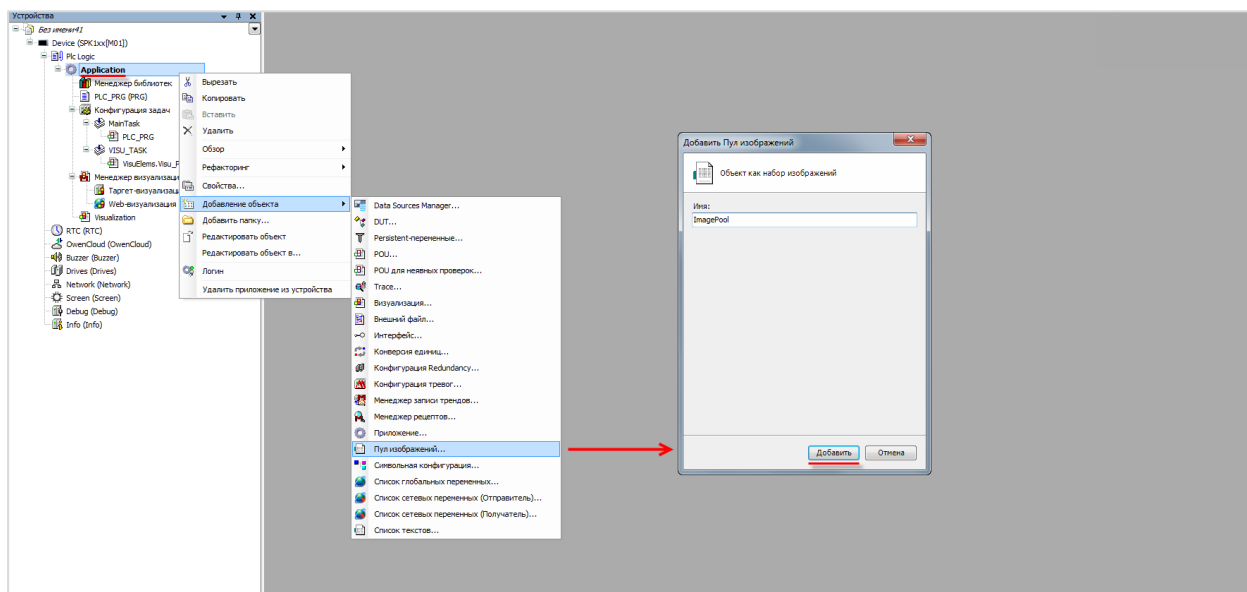 Устройства
Без имени41
Device (SPK1xx[M01])
Plc Logic
Application
Менеджер библиотек
PLC_PRG (PRG)
Конфигурация задач
MainTask
PLC_PRG
VISU_TASK
VisuElems.Visu_P
Менеджер визуализаци
Таргет-визуализац
Web-визуализация
Visualization
RTC (RTC)
OwenCloud (OwenCloud)
Buzzer (Buzzer)
Drives (Drives)
Network (Network)
Screen (Screen)
Debug (Debug)
Info (Info)
Вырезать
Копировать
Вставить
Удалить
Обзор
Рефакторинг
Свойства...
Добавление объекта
Добавить папку...
Редактировать объект
Редактировать объект в...
Логин
Удалить приложение из устройства
Data Sources Manager...
DUT...
Persistent-переменные...
POU...
POU для неявных проверок...
Trace...
Визуализация...
Внешний файл...
Интерфейс...
Конверсия единиц...
Конфигурация Redundancy...
Конфигурация тревог...
Менеджер записи трендов...
Менеджер рецептов...
Приложение...
Пул изображений...
Символьная конфигурация...
Список глобальных переменных...
Список сетевых переменных (Отправитель)...
Список сетевых переменных (Получатель)...
Список текстов...
Добавить Пул изображений
Объект как набор изображений
Имя:
ImagePool
Добавить
Отмена